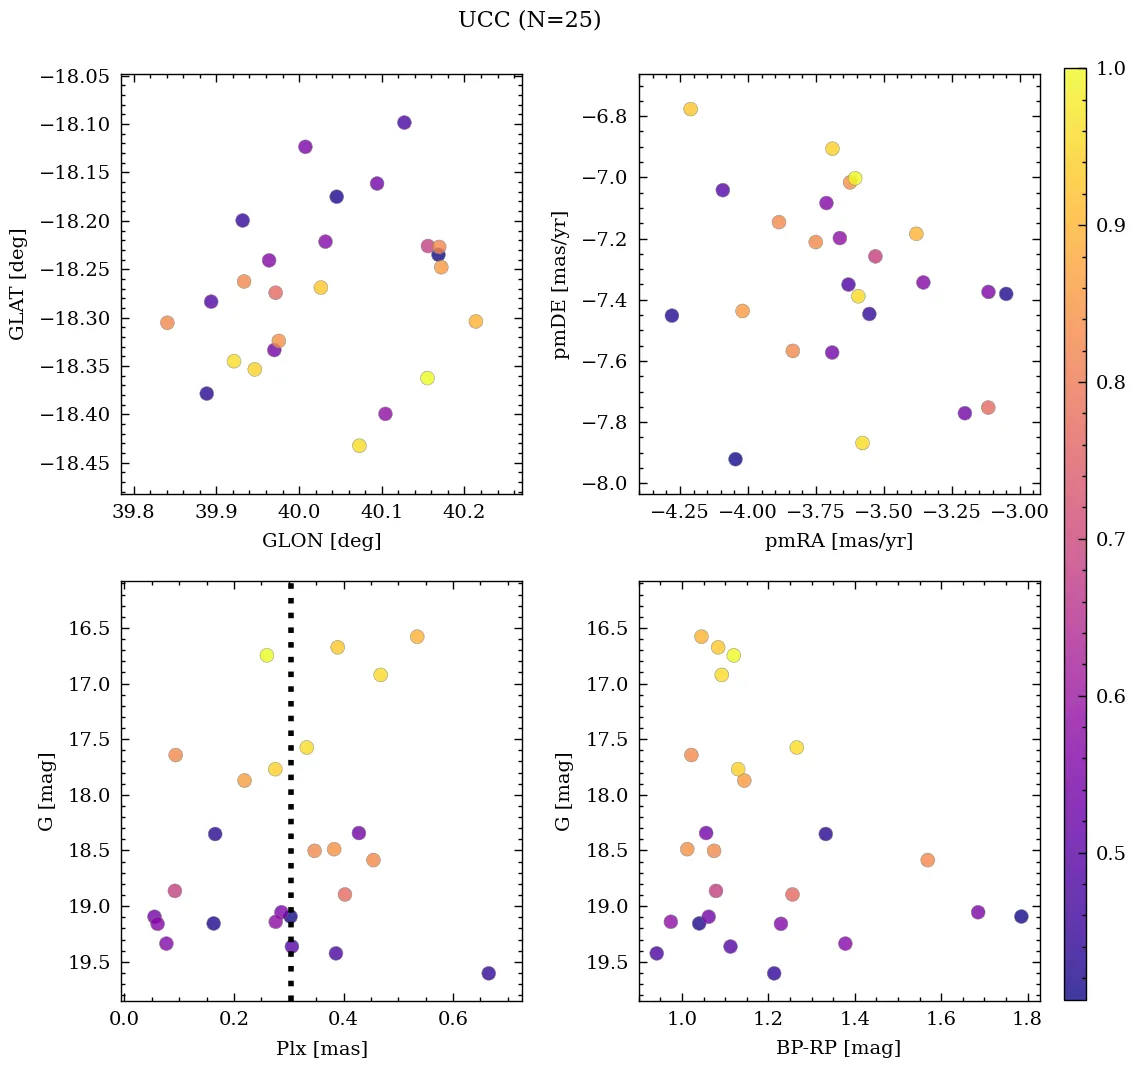 UCC (N=25)
−18.05
−18.10
−18.15
−18.20
−18.25
−18.30
−18.35
−18.40
−18.45
GLAT [deg]
39.8 39.9 40.0 40.1 40.2
GLON [deg]
−6.8
−7.0
−7.2
−7.4
−7.6
−7.8
−8.0
pmDE [mas/yr]
−4.25 −4.00 −3.75 −3.50 −3.25 −3.00
pmRA [mas/yr]
16.5
17.0
17.5
18.0
18.5
19.0
19.5
G [mag]
0.0 0.2 0.4 0.6
Plx [mas]
16.5
17.0
17.5
18.0
18.5
19.0
19.5
G [mag]
1.0 1.2 1.4 1.6 1.8
BP-RP [mag]
1.0
0.9
0.8
0.7
0.6
0.5